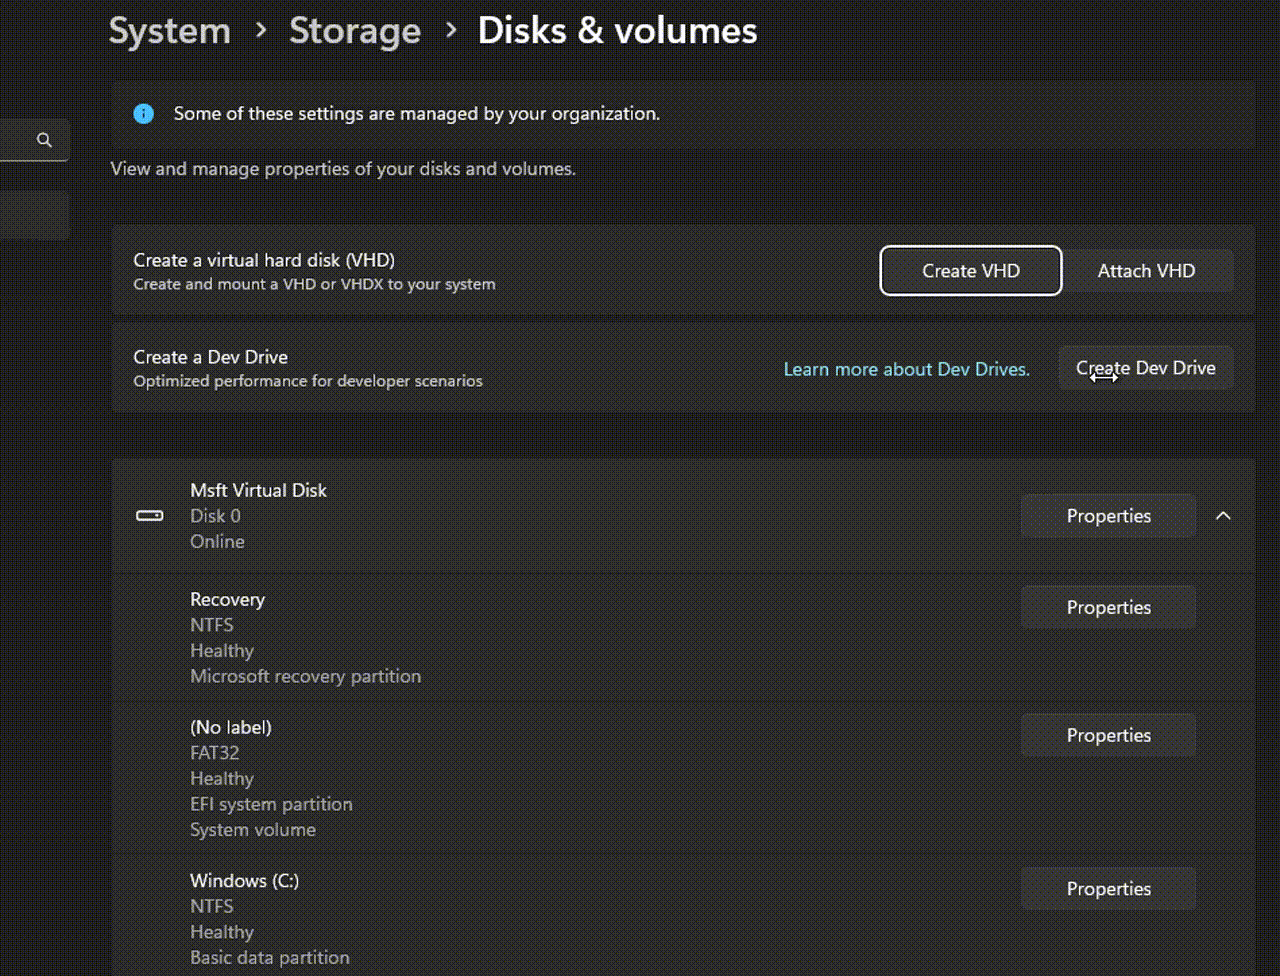 System > Storage > Disks & volumes
Some of these settings are managed by your organization.
View and manage properties of your disks and volumes.
Create a virtual hard disk (VHD)
Create and mount a VHD or VHDX to your system
Create VHD
Attach VHD
Create a Dev Drive
Optimized performance for developer scenarios
Learn more about Dev Drives.
Create Dev Drive
Msft Virtual Disk
Disk 0
Online
Properties
Recovery
NTFS
Healthy
Microsoft recovery partition
Properties
(No label)
FAT32
Healthy
EFI system partition
System volume
Properties
Windows (C:)
NTFS
Healthy
Basic data partition
Properties